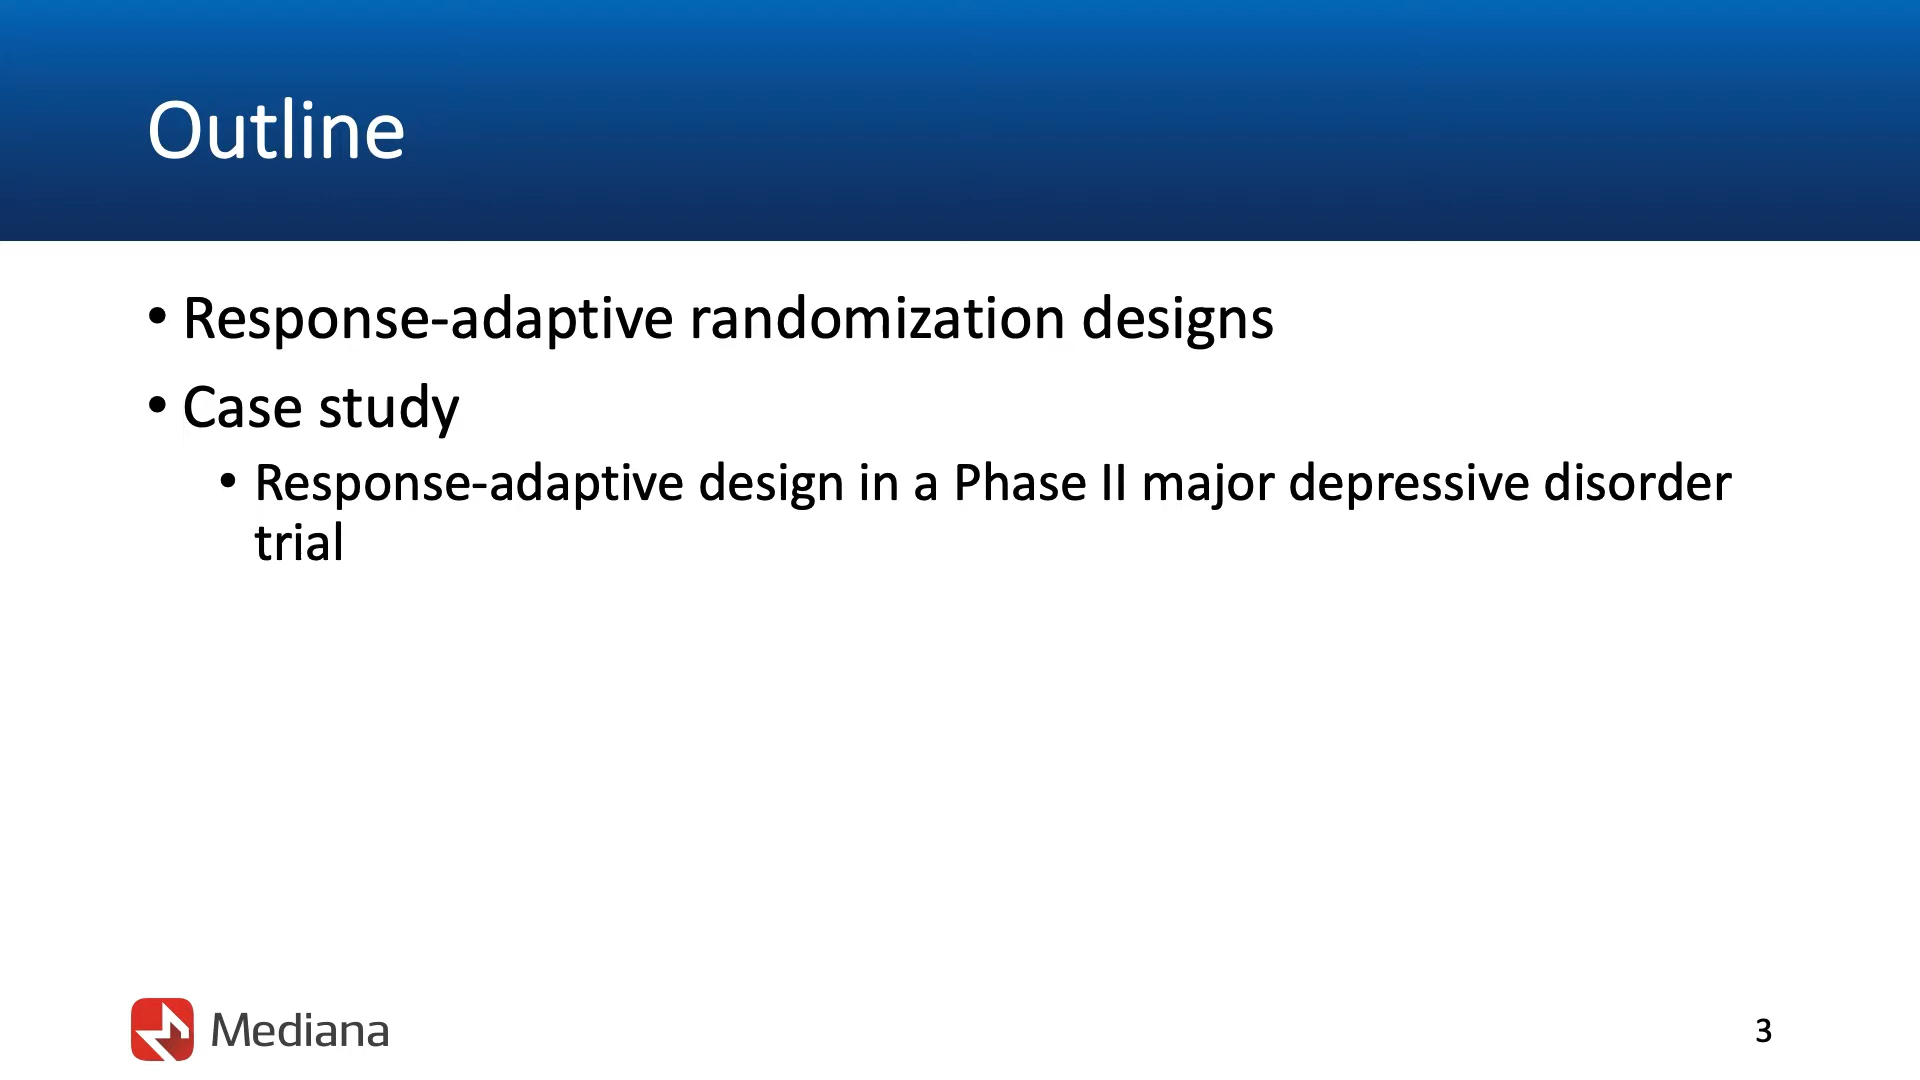 Outline
• Response-adaptive randomization designs
• Case study
• Response-adaptive design in a Phase II major depressive disorder
trial
Mediana
3